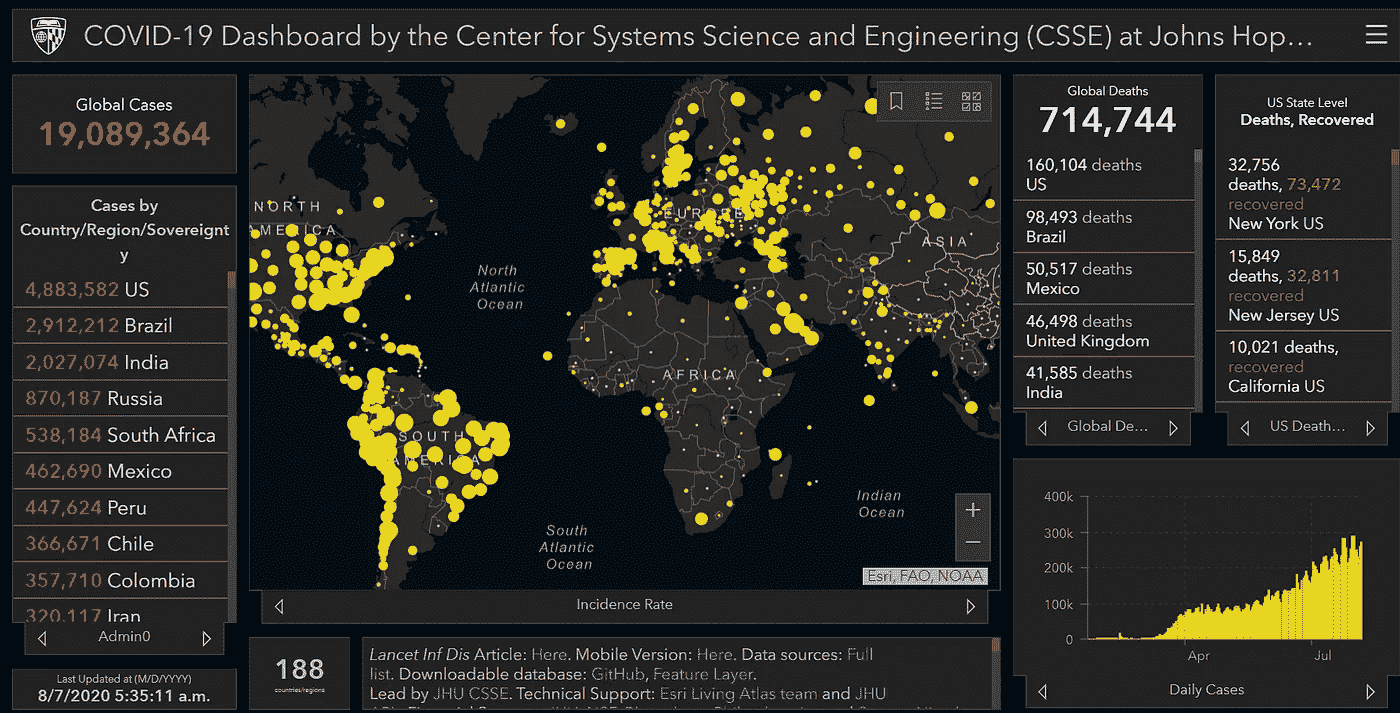 COVID-19 Dashboard by the Center for Systems Science and Engineering (CSSE) at Johns Hop...
Global Cases
19,089,364
Cases by
Country/Region/Sovereignt
y
4,883,582 US
2,912,212 Brazil
2,027,074 India
870,187 Russia
538,184 South Africa
462,690 Mexico
447,624 Peru
366,671 Chile
357,710 Colombia
320,117 Iran
Admin0
Last Updated at (M/D/YYYY)
8/7/2020 5:35:11 a.m.
NORTH
AMERICA
EUROPE
ASIA
North
Atlantic
Ocean
AFRICA
SOUTH
AMERICA
Indian
Ocean
South
Atlantic
Ocean
+
−
Esri, FAO, NOAA
Incidence Rate
188
countries/regions
Lancet Inf Dis Article: Here. Mobile Version: Here. Data sources: Full
list. Downloadable database: GitHub, Feature Layer.
Lead by JHU CSSE. Technical Support: Esri Living Atlas team and JHU
Global Deaths
714,744
160,104 deaths
US
98,493 deaths
Brazil
50,517 deaths
Mexico
46,498 deaths
United Kingdom
41,585 deaths
India
Global De...
US State Level
Deaths, Recovered
32,756
deaths, 73,472
recovered
New York US
15,849
deaths, 32,811
recovered
New Jersey US
10,021 deaths,
recovered
California US
US Death...
400k
300k
200k
100k
0
Apr
Jul
Daily Cases